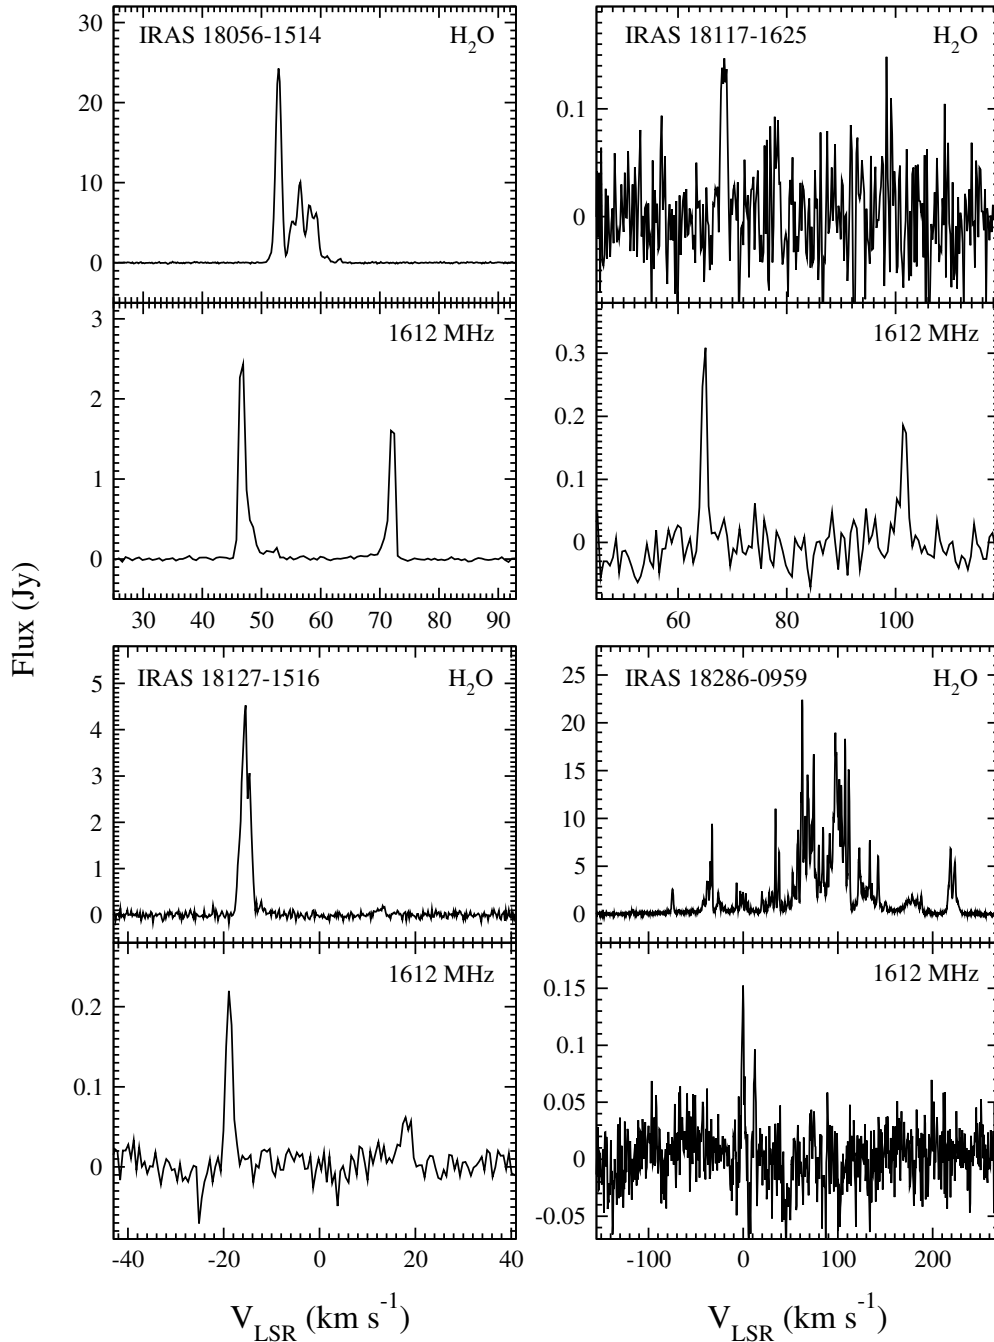 IRAS 18056-1514 H₂O
30
20
10
0
1612 MHz
3
2
1
0
30 40 50 60 70 80 90
IRAS 18117-1625 H₂O
0.1
0
1612 MHz
0.3
0.2
0.1
0
60 80 100
Flux (Jy)
IRAS 18127-1516 H₂O
5
4
3
2
1
0
1612 MHz
0.2
0.1
0
-40 -20 0 20 40
V_LSR (km s⁻¹)
IRAS 18286-0959 H₂O
25
20
15
10
5
0
1612 MHz
0.15
0.1
0.05
0
-0.05
-100 0 100 200
V_LSR (km s⁻¹)